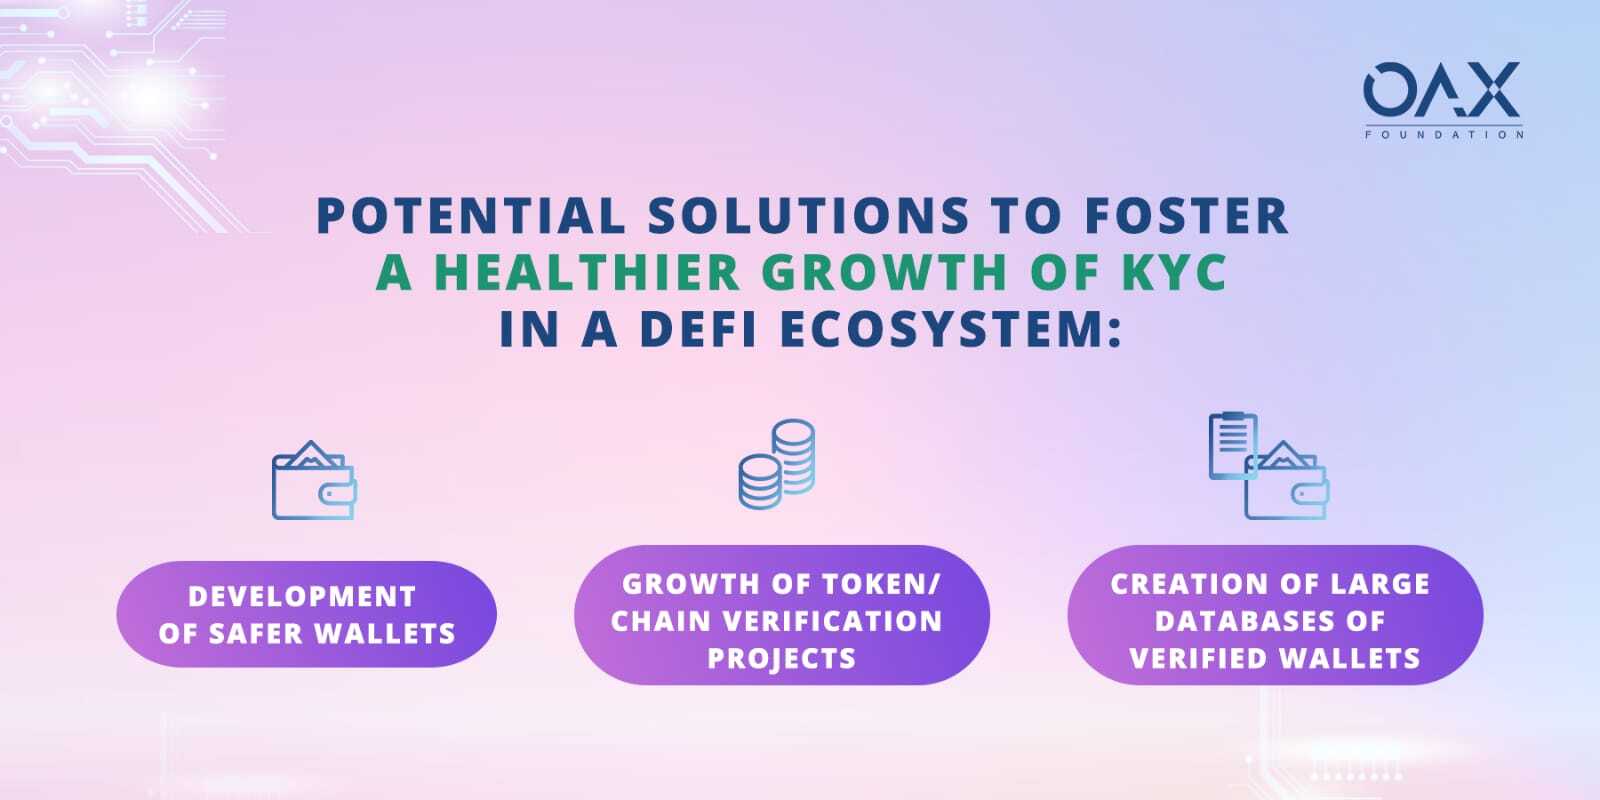 OAX
FOUNDATION
POTENTIAL SOLUTIONS TO FOSTER
A HEALTHIER GROWTH OF KYC
IN A DEFI ECOSYSTEM:
DEVELOPMENT
OF SAFER WALLETS
GROWTH OF TOKEN/
CHAIN VERIFICATION
PROJECTS
CREATION OF LARGE
DATABASES OF
VERIFIED WALLETS